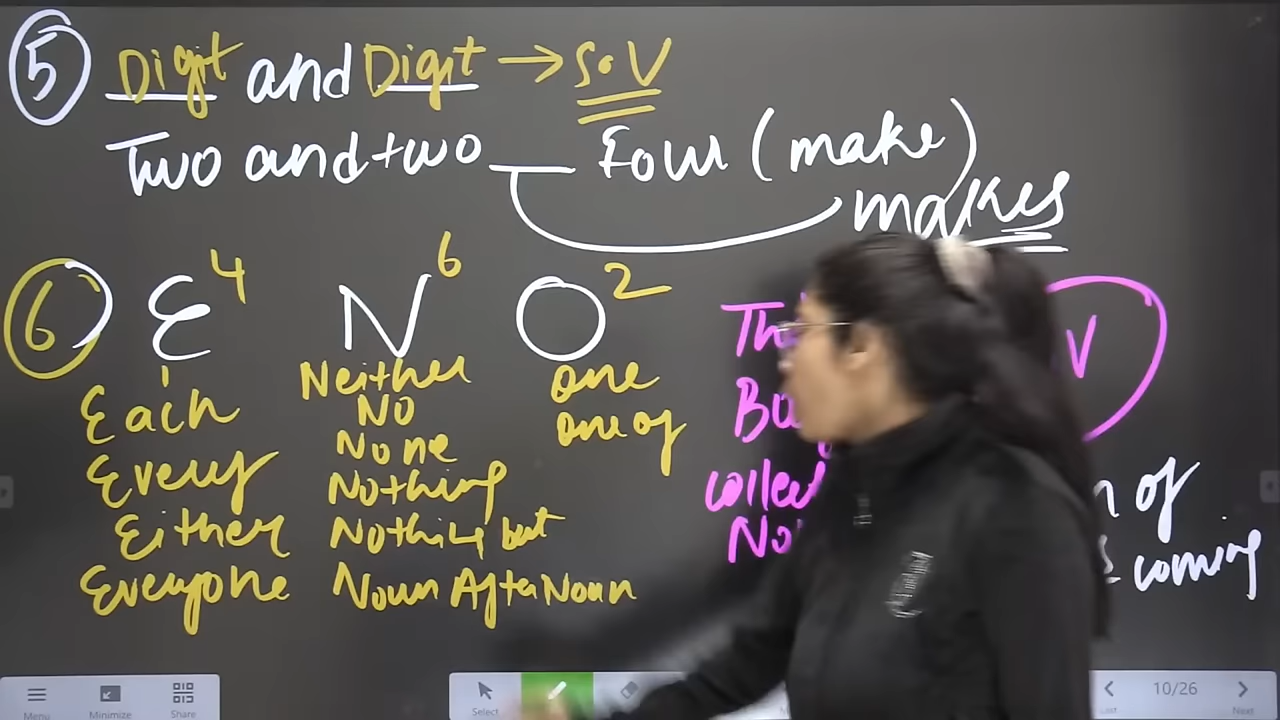 5 Digit and Digit → S.V
Two and two — Four (make)
makes
6 E4 N6 O2
Each
Every
Either
Everyone
Neither
No
None
Nothing
Nothing but
Noun After Noun
One
One of
V
of
coming
Menu
Minimize
Share
Select
10/26
Next